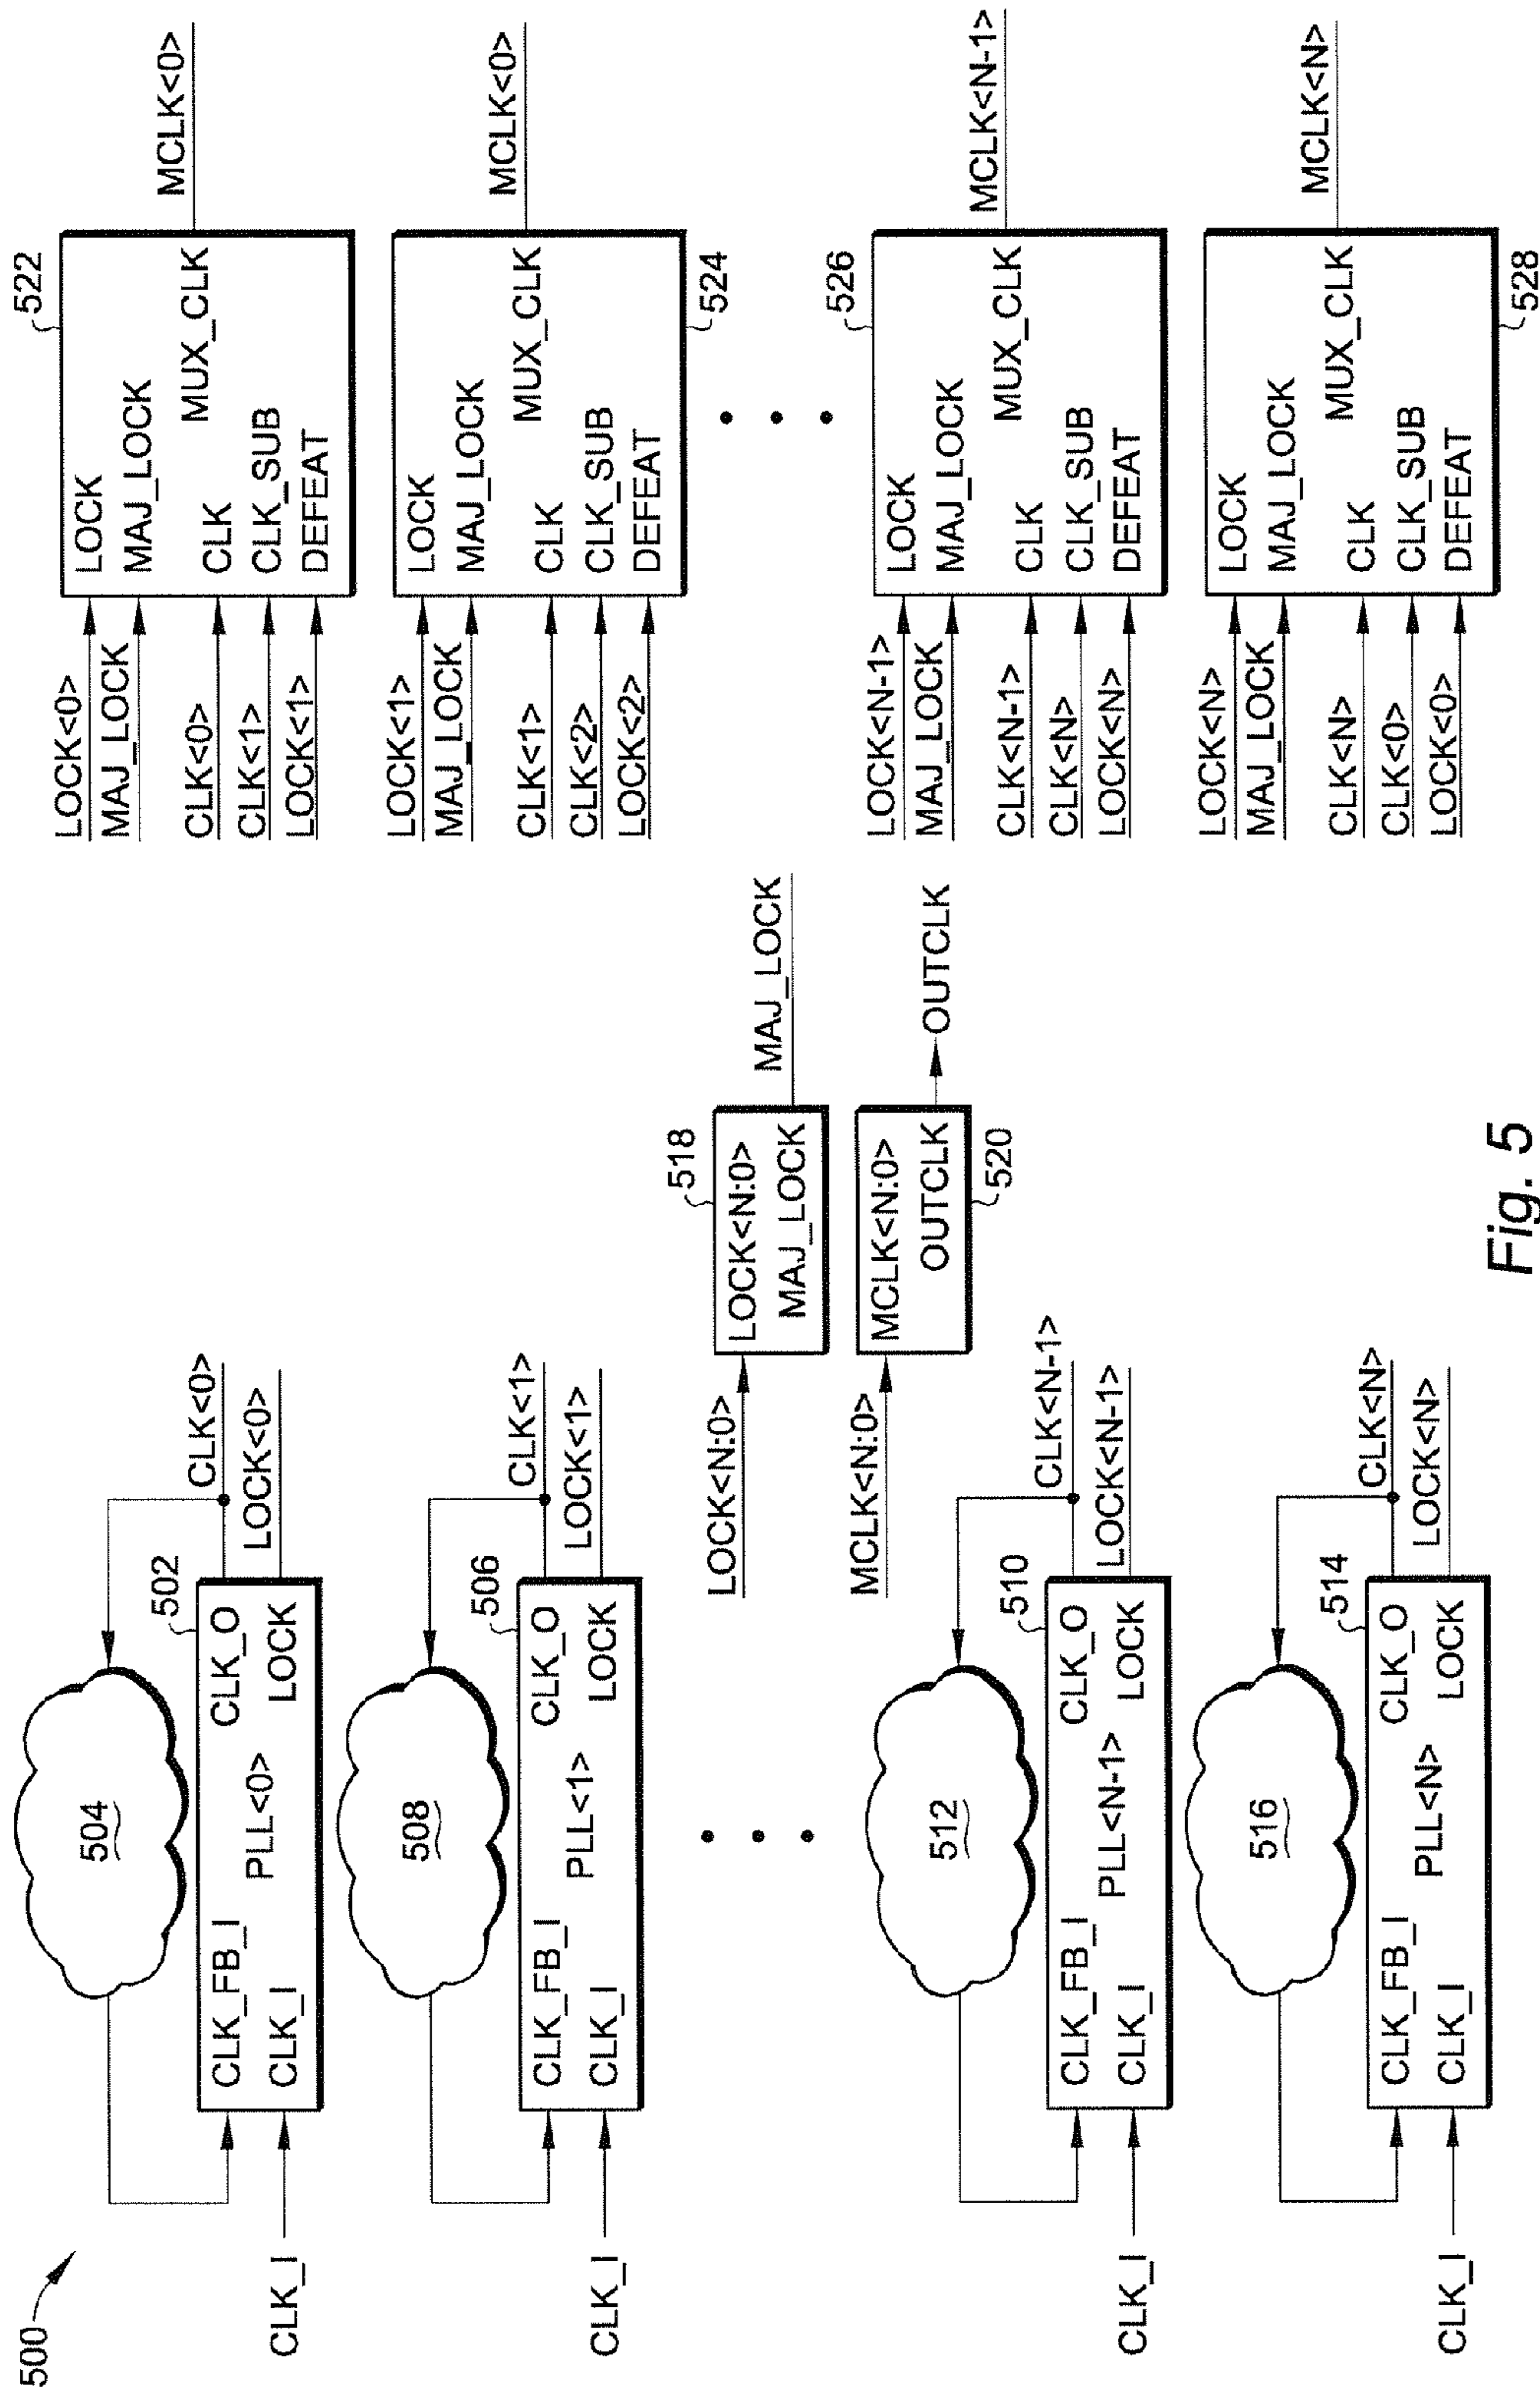 500
504
502
CLK_FB_I
CLK_O
CLK<0>
CLK_I
CLK_I
PLL<0>
LOCK
LOCK<0>
508
506
CLK_FB_I
CLK_O
CLK<1>
CLK_I
CLK_I
PLL<1>
LOCK
LOCK<1>
512
510
CLK_FB_I
CLK_O
CLK<N-1>
CLK_I
CLK_I
PLL<N-1>
LOCK
LOCK<N-1>
516
514
CLK_FB_I
CLK_O
CLK<N>
CLK_I
CLK_I
PLL<N>
LOCK
LOCK<N>
518
LOCK<N:0>
LOCK<N:0>
MAJ_LOCK
MAJ_LOCK
MCLK<N:0>
MCLK<N:0>
OUTCLK
OUTCLK
520
522
LOCK<0>
LOCK
MAJ_LOCK
MAJ_LOCK
MUX_CLK
MCLK<0>
CLK<0>
CLK
CLK<1>
CLK_SUB
LOCK<1>
DEFEAT
LOCK<1>
LOCK
MAJ_LOCK
MAJ_LOCK
MUX_CLK
MCLK<0>
CLK<1>
CLK
CLK<2>
CLK_SUB
LOCK<2>
DEFEAT
524
526
LOCK<N-1>
LOCK
MAJ_LOCK
MAJ_LOCK
MUX_CLK
MCLK<N-1>
CLK<N-1>
CLK
CLK<N>
CLK_SUB
LOCK<N>
DEFEAT
LOCK<N>
LOCK
MAJ_LOCK
MAJ_LOCK
MUX_CLK
MCLK<N>
CLK<N>
CLK
CLK<0>
CLK_SUB
LOCK<0>
DEFEAT
528
Fig. 5